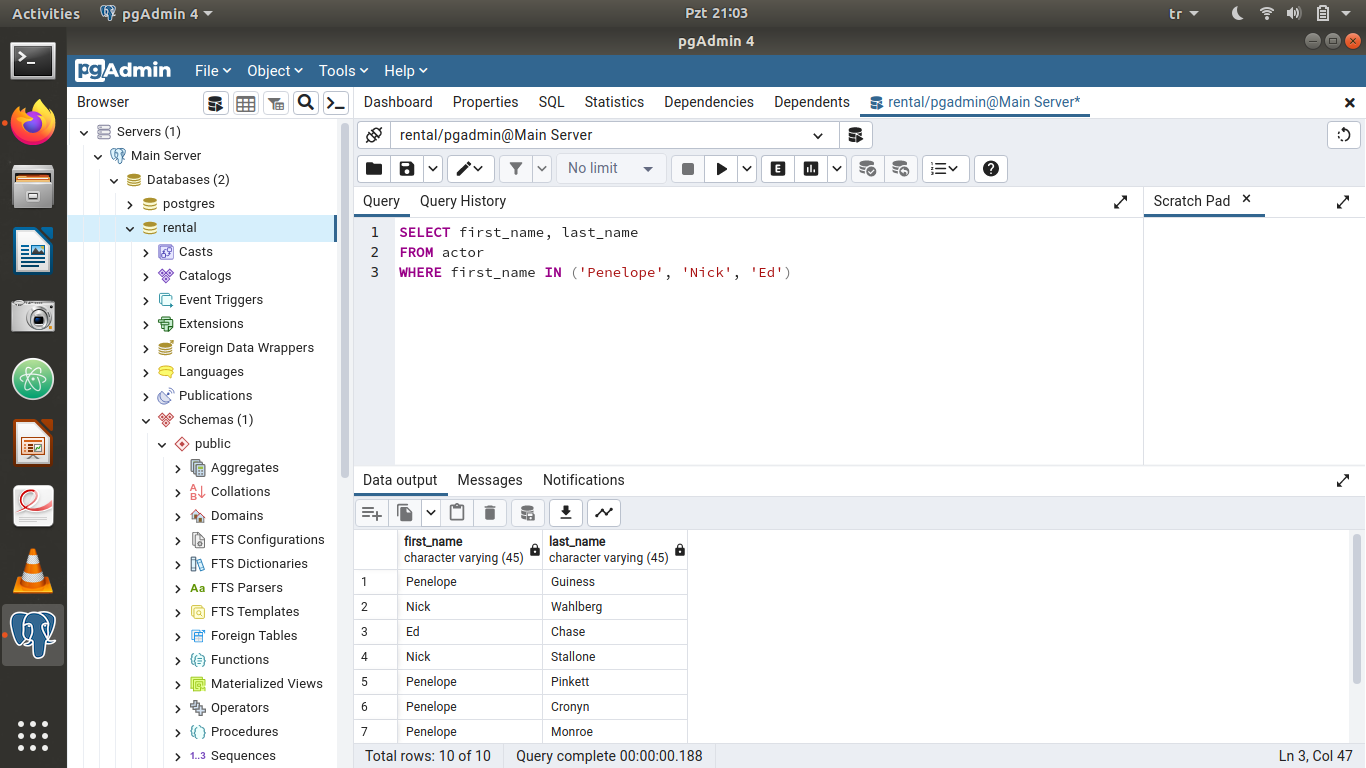 Activities pgAdmin 4 Pzt 21:03 tr
pgAdmin 4
pgAdmin File Object Tools Help
Browser
Dashboard Properties SQL Statistics Dependencies Dependents rental/pgadmin@Main Server*
Servers (1)
Main Server
Databases (2)
postgres
rental
Casts
Catalogs
Event Triggers
Extensions
Foreign Data Wrappers
Languages
Publications
Schemas (1)
public
Aggregates
Collations
Domains
FTS Configurations
FTS Dictionaries
Aa FTS Parsers
FTS Templates
Foreign Tables
Functions
Materialized Views
Operators
Procedures
1..3 Sequences
rental/pgadmin@Main Server
No limit E
Query Query History
Scratch Pad
1 SELECT first_name, last_name
2 FROM actor
3 WHERE first_name IN ('Penelope', 'Nick', 'Ed')
Data output Messages Notifications
first_name last_name
character varying (45) character varying (45)
1 Penelope Guiness
2 Nick Wahlberg
3 Ed Chase
4 Nick Stallone
5 Penelope Pinkett
6 Penelope Cronyn
7 Penelope Monroe
Total rows: 10 of 10 Query complete 00:00:00.188 Ln 3, Col 47